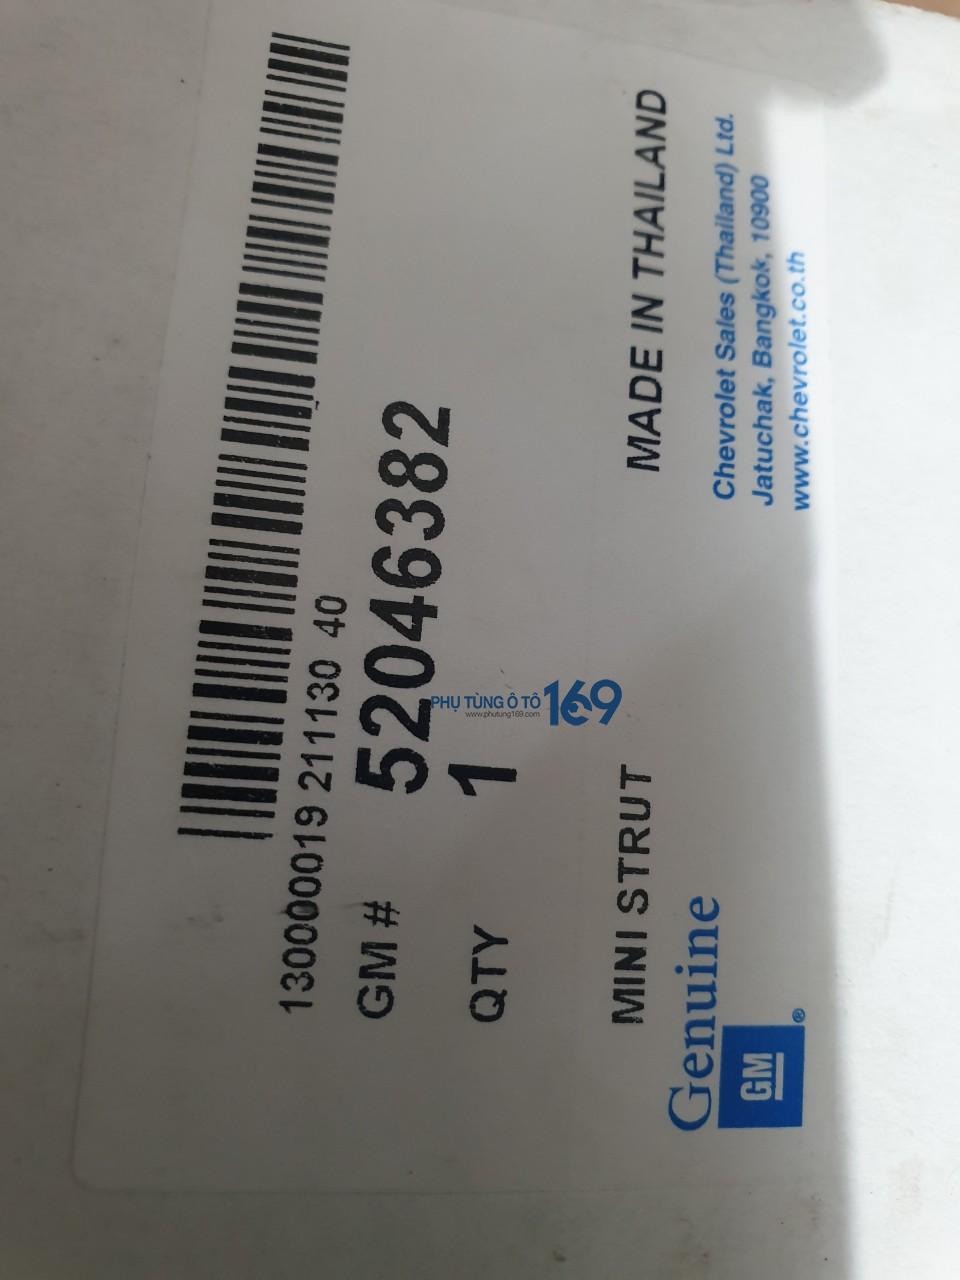 13000019 211130 40
GM # 52046382
QTY 1
PHỤ TÙNG Ô TÔ 169
www.phutung169.com
MINI STRUT MADE IN THAILAND
Genuine
GM ®
Chevrolet Sales (Thailand) Ltd.
Jatuchak, Bangkok, 10900
www.chevrolet.co.th